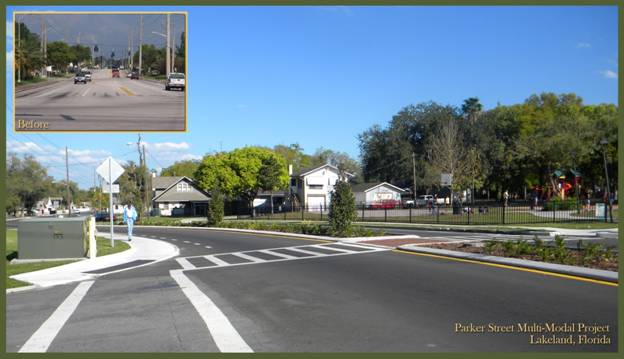 Before
Parker Street Multi-Modal Project
Lakeland, Florida